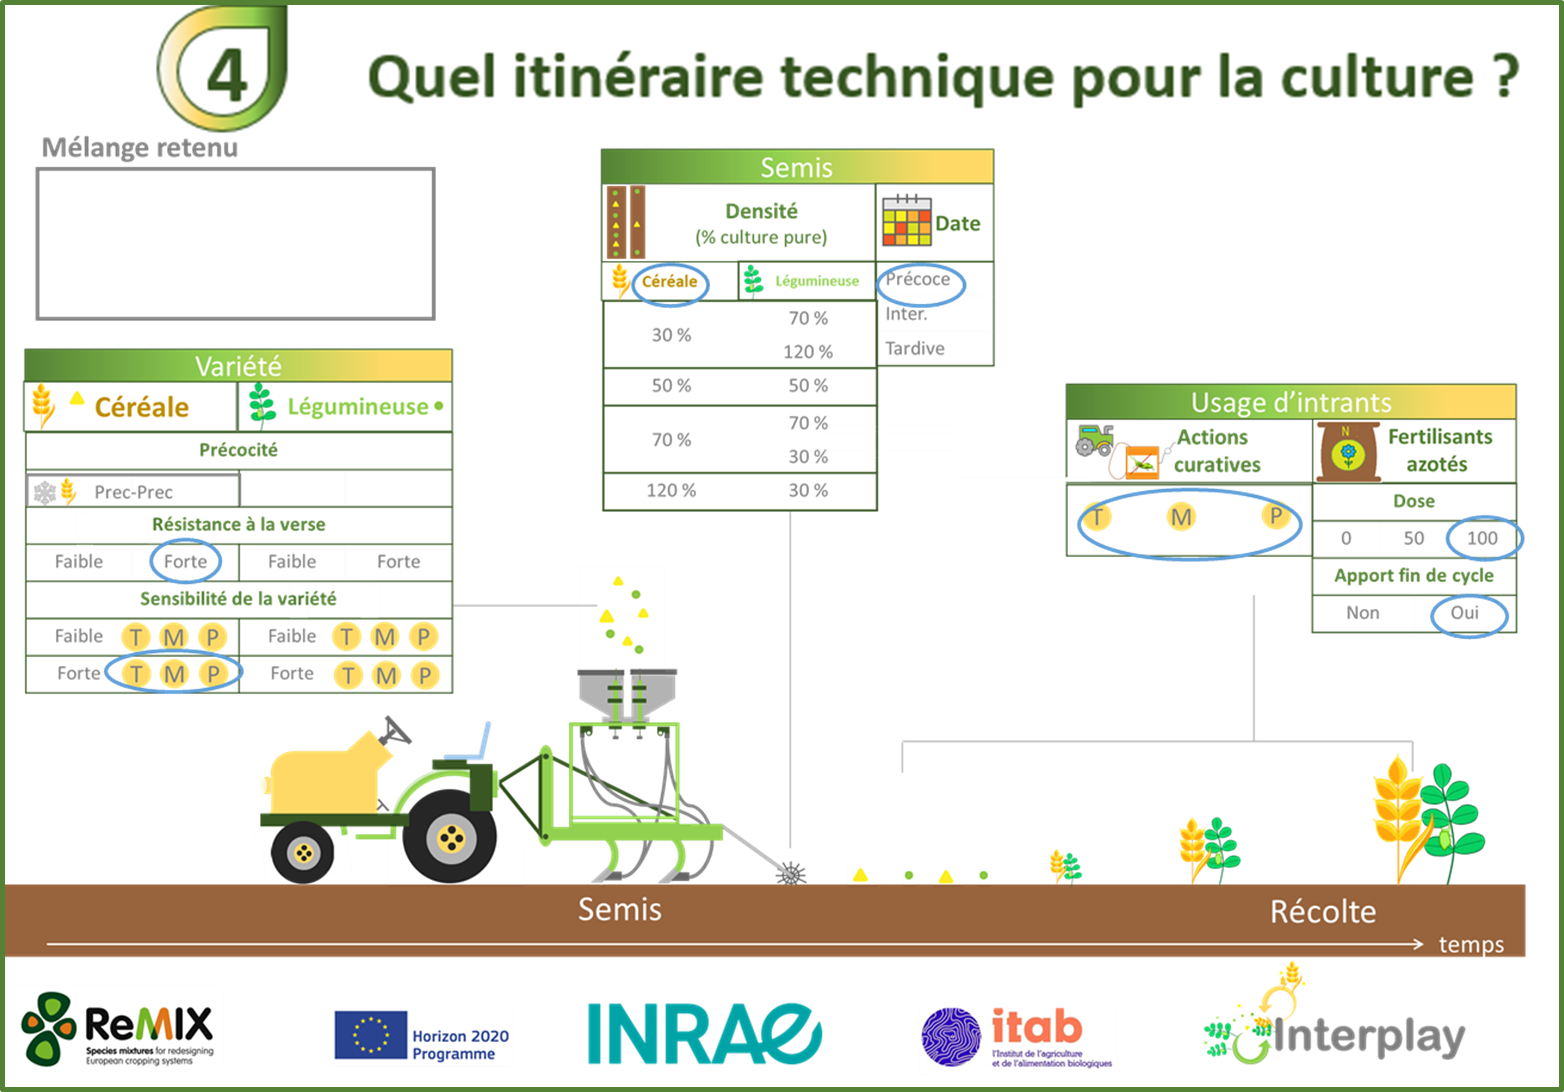 4
Quel itinéraire technique pour la culture ?
Mélange retenu
Semis
Densité
(% culture pure)
Date
Céréale
Légumineuse
Précoce
30 %
70 %
120 %
Inter.
Tardive
50 %
50 %
70 %
70 %
30 %
120 %
30 %
Variété
Céréale
Légumineuse
Précocité
Prec-Prec
Résistance à la verse
Faible Forte Faible Forte
Sensibilité de la variété
Faible T M P Faible T M P
Forte T M P Forte T M P
Usage d’intrants
Actions
curatives
N
Fertilisants
azotés
T M P
Dose
0 50 100
Apport fin de cycle
Non Oui
Semis
Récolte
temps
ReMIX
Species mixtures for redesigning
European cropping systems
Horizon 2020
Programme
INRAE
itab
l'Institut de l'agriculture
et de l'alimentation biologiques
Interplay